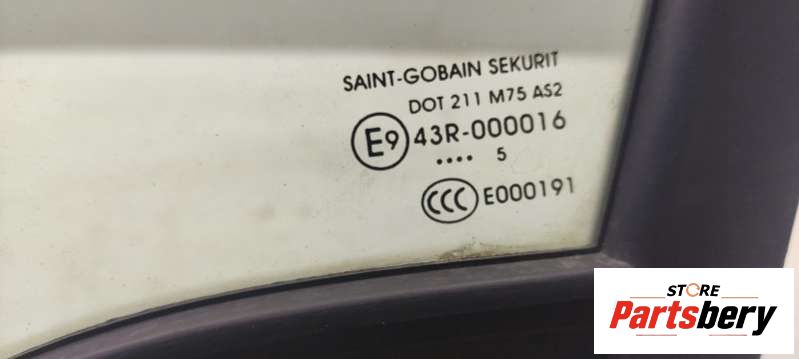 SAINT-GOBAIN SEKURIT
DOT 211 M75 AS2
E9 43R-000016
.... 5
CCC E000191
STORE
Partsbery